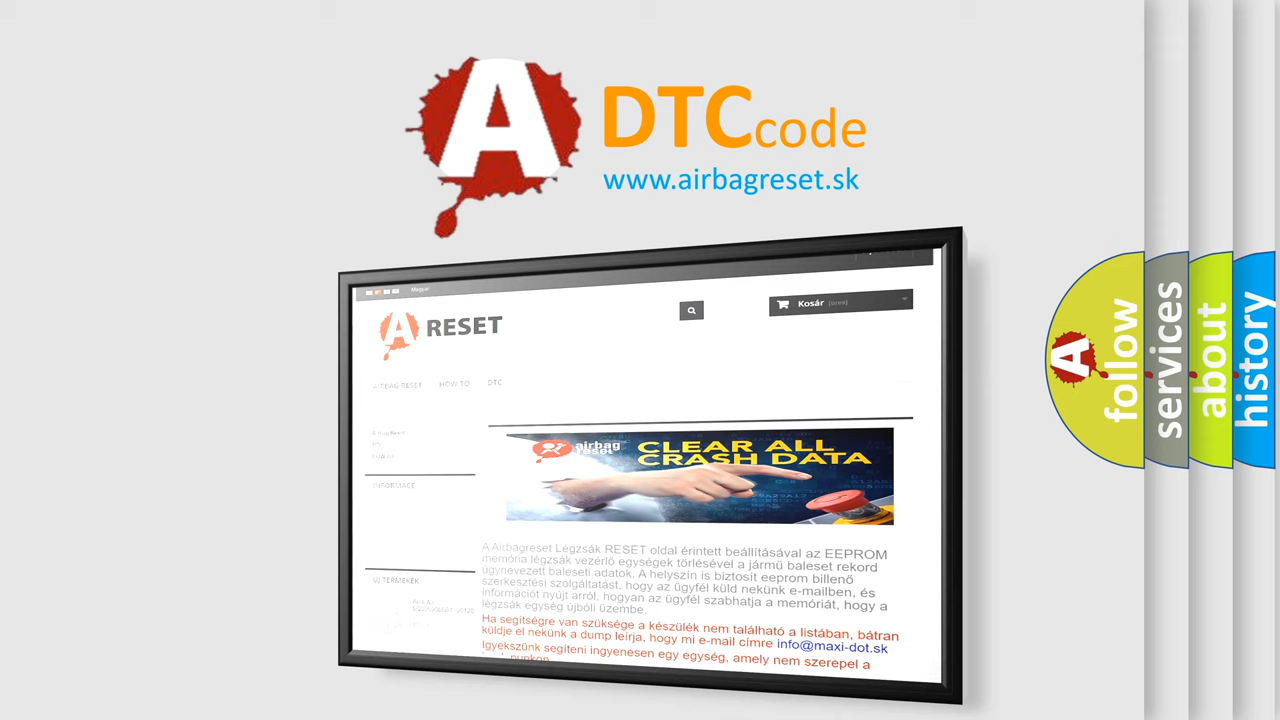 A
DTCcode
www.airbagreset.sk
Magyar
A RESET
Kosár (üres)
AIRBAG RESET HOW TO DTC
airbag
reset
CLEAR ALL
CRASH DATA
INFORMACE
A Airbagreset Légzsák RESET oldal érintett beállításával az EEPROM
memória légzsák vezérlő egységek törlésével a jármű baleset rekord
úgynevezett baleseti adatok. A helyszín is biztosít eeprom billenő
szerkesztési szolgáltatást, hogy az ügyfél küld nekünk e-mailben, és
információt nyújt arról, hogyan az ügyfél szabhatja a memóriát, hogy a
légzsák egység újbóli üzembe.
ÚJ TERMÉKEK
Ha segítségre van szüksége a készülék nem található a listában, bátran
küldje el nekünk a dump leírja, hogy mi e-mail címre info@maxi-dot.sk
Igyekszünk segíteni ingyenesen egy egység, amely nem szerepel a
A follow
services
about
history